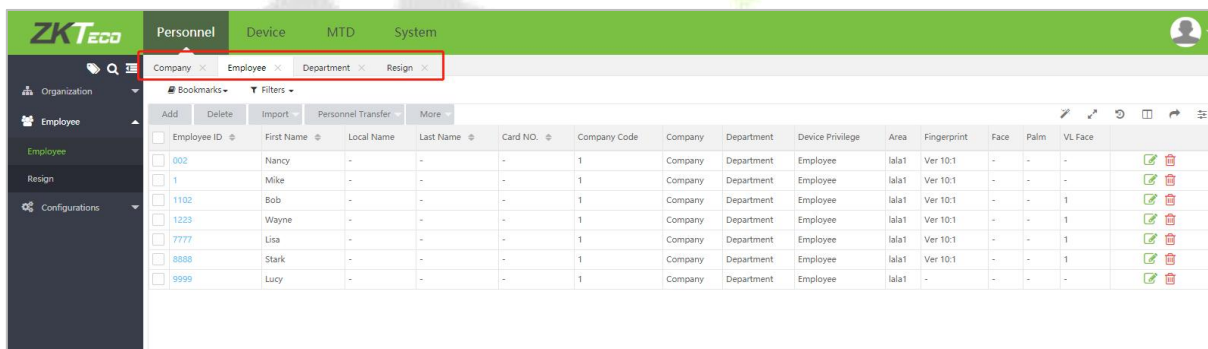 ZKTECO Personnel Device MTD System
Company × Employee × Department × Resign ×
Organization
Bookmarks Filters
Employee
Add Delete Import Personnel Transfer More
Employee ID First Name Local Name Last Name Card NO. Company Code Company Department Device Privilege Area Fingerprint Face Palm VL Face
Employee
002 Nancy - - - 1 Company Department Employee lala1 Ver 10:1 - - -
Resign
1 Mike - - - 1 Company Department Employee lala1 Ver 10:1 - - -
1102 Bob - - - 1 Company Department Employee lala1 Ver 10:1 - - 1
Configurations
1223 Wayne - - - 1 Company Department Employee lala1 Ver 10:1 - - 1
7777 Lisa - - - 1 Company Department Employee lala1 Ver 10:1 - - 1
8888 Stark - - - 1 Company Department Employee lala1 Ver 10:1 - - 1
9999 Lucy - - - 1 Company Department Employee lala1 - - - -